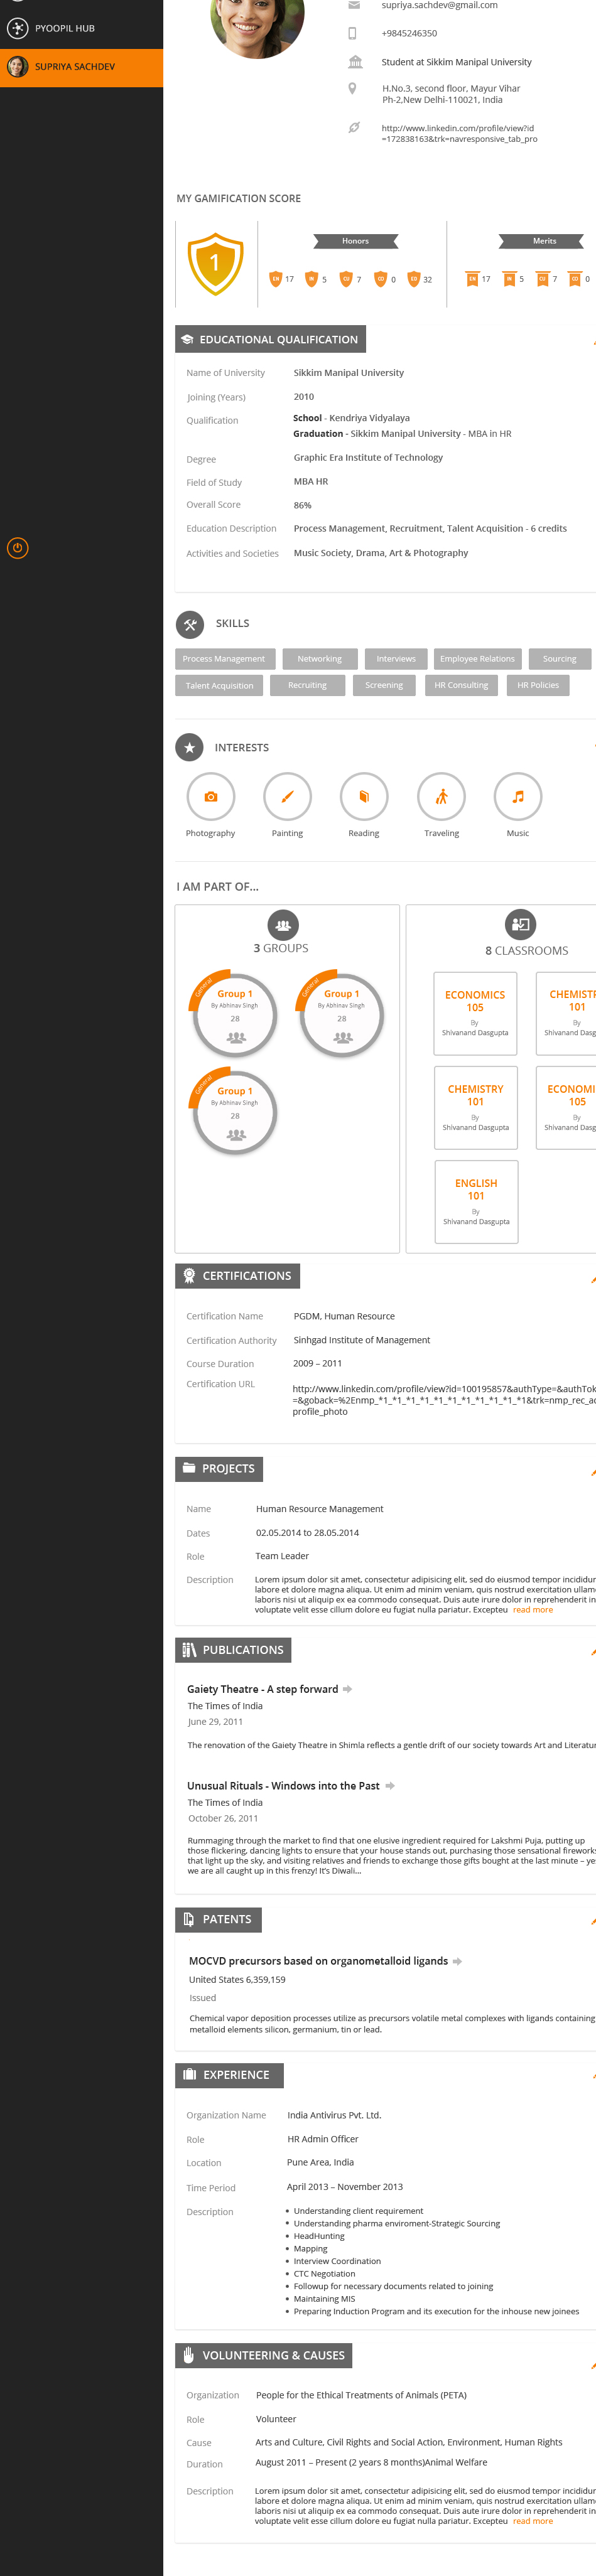 PYOOPIL HUB
SUPRIYA SACHDEV
supriya.sachdev@gmail.com
+9845246350
Student at Sikkim Manipal University
H.No.3, second floor, Mayur Vihar
Ph-2,New Delhi-110021, India
http://www.linkedin.com/profile/view?id
=172838163&trk=navresponsive_tab_pro
MY GAMIFICATION SCORE
1
Honors
EN 17 IN 5 CU 7 CO 0 ED 32
Merits
EN 17 IN 5 CU 7 CO 0
EDUCATIONAL QUALIFICATION
Name of University Sikkim Manipal University
Joining (Years) 2010
Qualification School - Kendriya Vidyalaya
Graduation - Sikkim Manipal University - MBA in HR
Degree Graphic Era Institute of Technology
Field of Study MBA HR
Overall Score 86%
Education Description Process Management, Recruitment, Talent Acquisition - 6 credits
Activities and Societies Music Society, Drama, Art & Photography
SKILLS
Process Management Networking Interviews Employee Relations Sourcing
Talent Acquisition Recruiting Screening HR Consulting HR Policies
INTERESTS
Photography Painting Reading Traveling Music
I AM PART OF...
3 GROUPS
General
Group 1
By Abhinav Singh
28
General
Group 1
By Abhinav Singh
28
General
Group 1
By Abhinav Singh
28
8 CLASSROOMS
ECONOMICS
105
By
Shivanand Dasgupta
CHEMISTR
101
By
Shivanand Dasg
CHEMISTRY
101
By
Shivanand Dasgupta
ECONOMI
105
By
Shivanand Dasg
ENGLISH
101
By
Shivanand Dasgupta
CERTIFICATIONS
Certification Name PGDM, Human Resource
Certification Authority Sinhgad Institute of Management
Course Duration 2009 – 2011
Certification URL http://www.linkedin.com/profile/view?id=100195857&authType=&authTok
=&goback=%2Enmp_*1_*1_*1_*1_*1_*1_*1_*1_*1_*1&trk=nmp_rec_ac
profile_photo
PROJECTS
Name Human Resource Management
Dates 02.05.2014 to 28.05.2014
Role Team Leader
Description Lorem ipsum dolor sit amet, consectetur adipisicing elit, sed do eiusmod tempor incididun
labore et dolore magna aliqua. Ut enim ad minim veniam, quis nostrud exercitation ullamc
laboris nisi ut aliquip ex ea commodo consequat. Duis aute irure dolor in reprehenderit in
voluptate velit esse cillum dolore eu fugiat nulla pariatur. Excepteu read more
PUBLICATIONS
Gaiety Theatre - A step forward
The Times of India
June 29, 2011
The renovation of the Gaiety Theatre in Shimla reflects a gentle drift of our society towards Art and Literatur
Unusual Rituals - Windows into the Past
The Times of India
October 26, 2011
Rummaging through the market to find that one elusive ingredient required for Lakshmi Puja, putting up
those flickering, dancing lights to ensure that your house stands out, purchasing those sensational fireworks
that light up the sky, and visiting relatives and friends to exchange those gifts bought at the last minute – yes
we are all caught up in this frenzy! It's Diwali...
PATENTS
MOCVD precursors based on organometalloid ligands
United States 6,359,159
Issued
Chemical vapor deposition processes utilize as precursors volatile metal complexes with ligands containing
metalloid elements silicon, germanium, tin or lead.
EXPERIENCE
Organization Name India Antivirus Pvt. Ltd.
Role HR Admin Officer
Location Pune Area, India
Time Period April 2013 – November 2013
Description • Understanding client requirement
• Understanding pharma enviroment-Strategic Sourcing
• HeadHunting
• Mapping
• Interview Coordination
• CTC Negotiation
• Followup for necessary documents related to joining
• Maintaining MIS
• Preparing Induction Program and its execution for the inhouse new joinees
VOLUNTEERING & CAUSES
Organization People for the Ethical Treatments of Animals (PETA)
Role Volunteer
Cause Arts and Culture, Civil Rights and Social Action, Environment, Human Rights
Duration August 2011 – Present (2 years 8 months)Animal Welfare
Description Lorem ipsum dolor sit amet, consectetur adipisicing elit, sed do eiusmod tempor incididun
labore et dolore magna aliqua. Ut enim ad minim veniam, quis nostrud exercitation ullamc
laboris nisi ut aliquip ex ea commodo consequat. Duis aute irure dolor in reprehenderit in
voluptate velit esse cillum dolore eu fugiat nulla pariatur. Excepteu read more